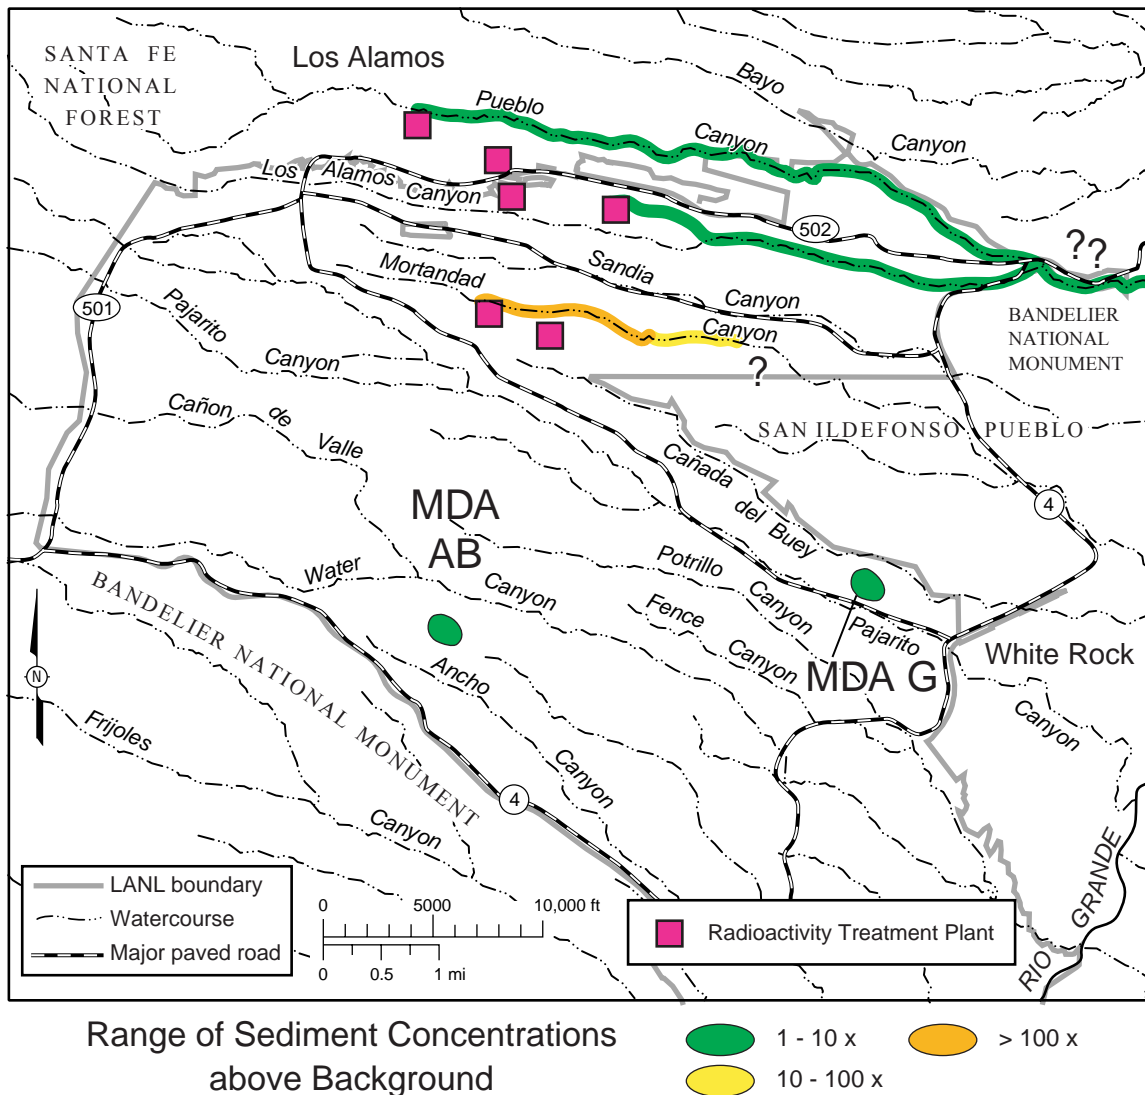 SANTA FE
NATIONAL
FOREST
Los Alamos
Bayo
Canyon
Pueblo
Canyon
Los Alamos
Canyon
502
??
Sandia
Canyon
Mortandad
Canyon
?
501
Pajarito
Canyon
BANDELIER
NATIONAL
MONUMENT
Cañon de Valle
SAN ILDEFONSO PUEBLO
Cañada del Buey
4
MDA
AB
Water
Canyon
Potrillo
Canyon
Fence
Canyon
Pajarito
MDA G
White Rock
Canyon
BANDELIER NATIONAL MONUMENT
N
Ancho
Canyon
Frijoles
Canyon
4
RIO GRANDE
LANL boundary
Watercourse
Major paved road
0 5000 10,000 ft
0 0.5 1 mi
Radioactivity Treatment Plant
Range of Sediment Concentrations
above Background
1 - 10 x
> 100 x
10 - 100 x